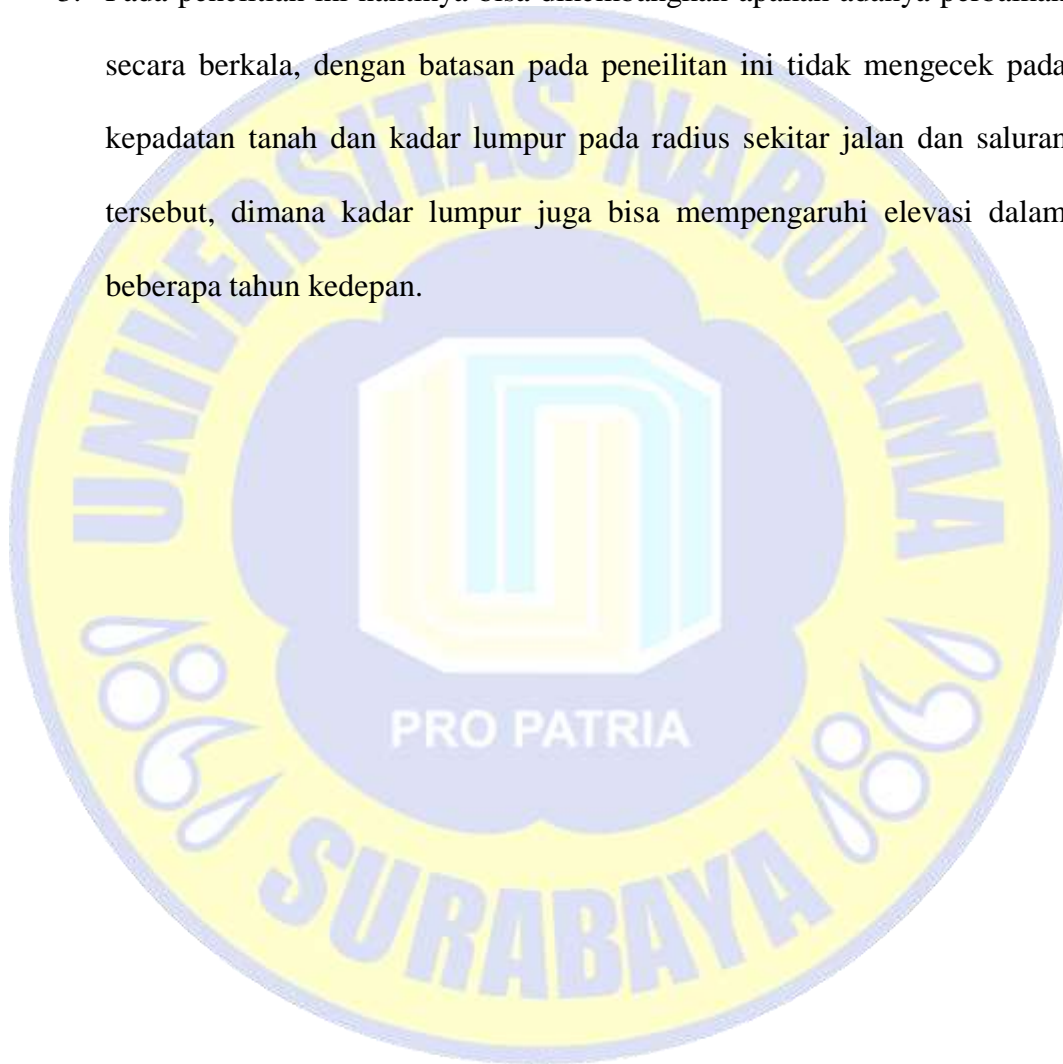 secara berkala, dengan batasan pada peneilitan ini tidak mengecek pada
kepadatan tanah dan kadar lumpur pada radius sekitar jalan dan saluran
tersebut, dimana kadar lumpur juga bisa mempengaruhi elevasi dalam
beberapa tahun kedepan.
UNIVERSITAS NAROTAMA
PRO PATRIA
SURABAYA